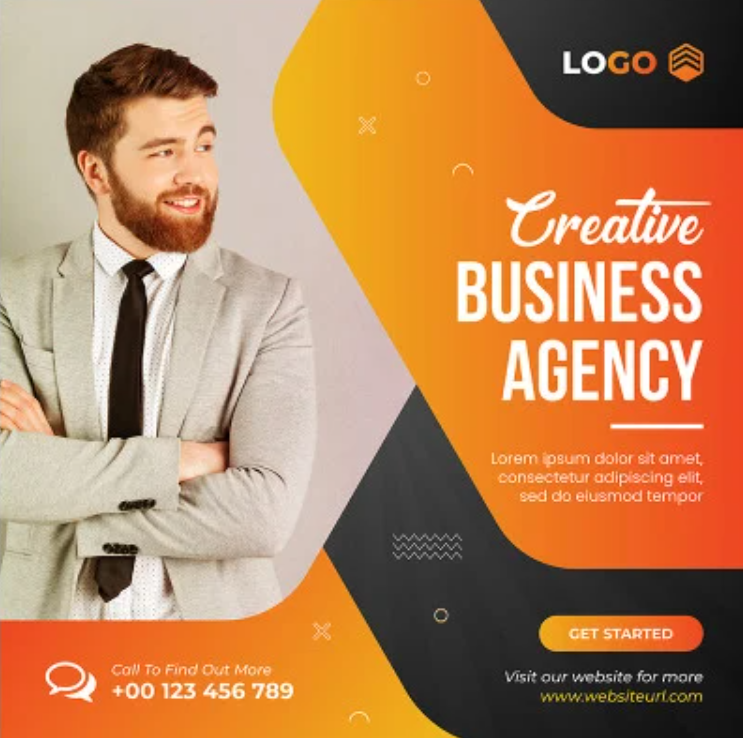 LOGO
Creative
BUSINESS
AGENCY
Lorem ipsum dolor sit amet,
consectetur adipiscing elit,
sed do eiusmod tempor
GET STARTED
Visit our website for more
www.websiteurl.com
Call To Find Out More
+00 123 456 789